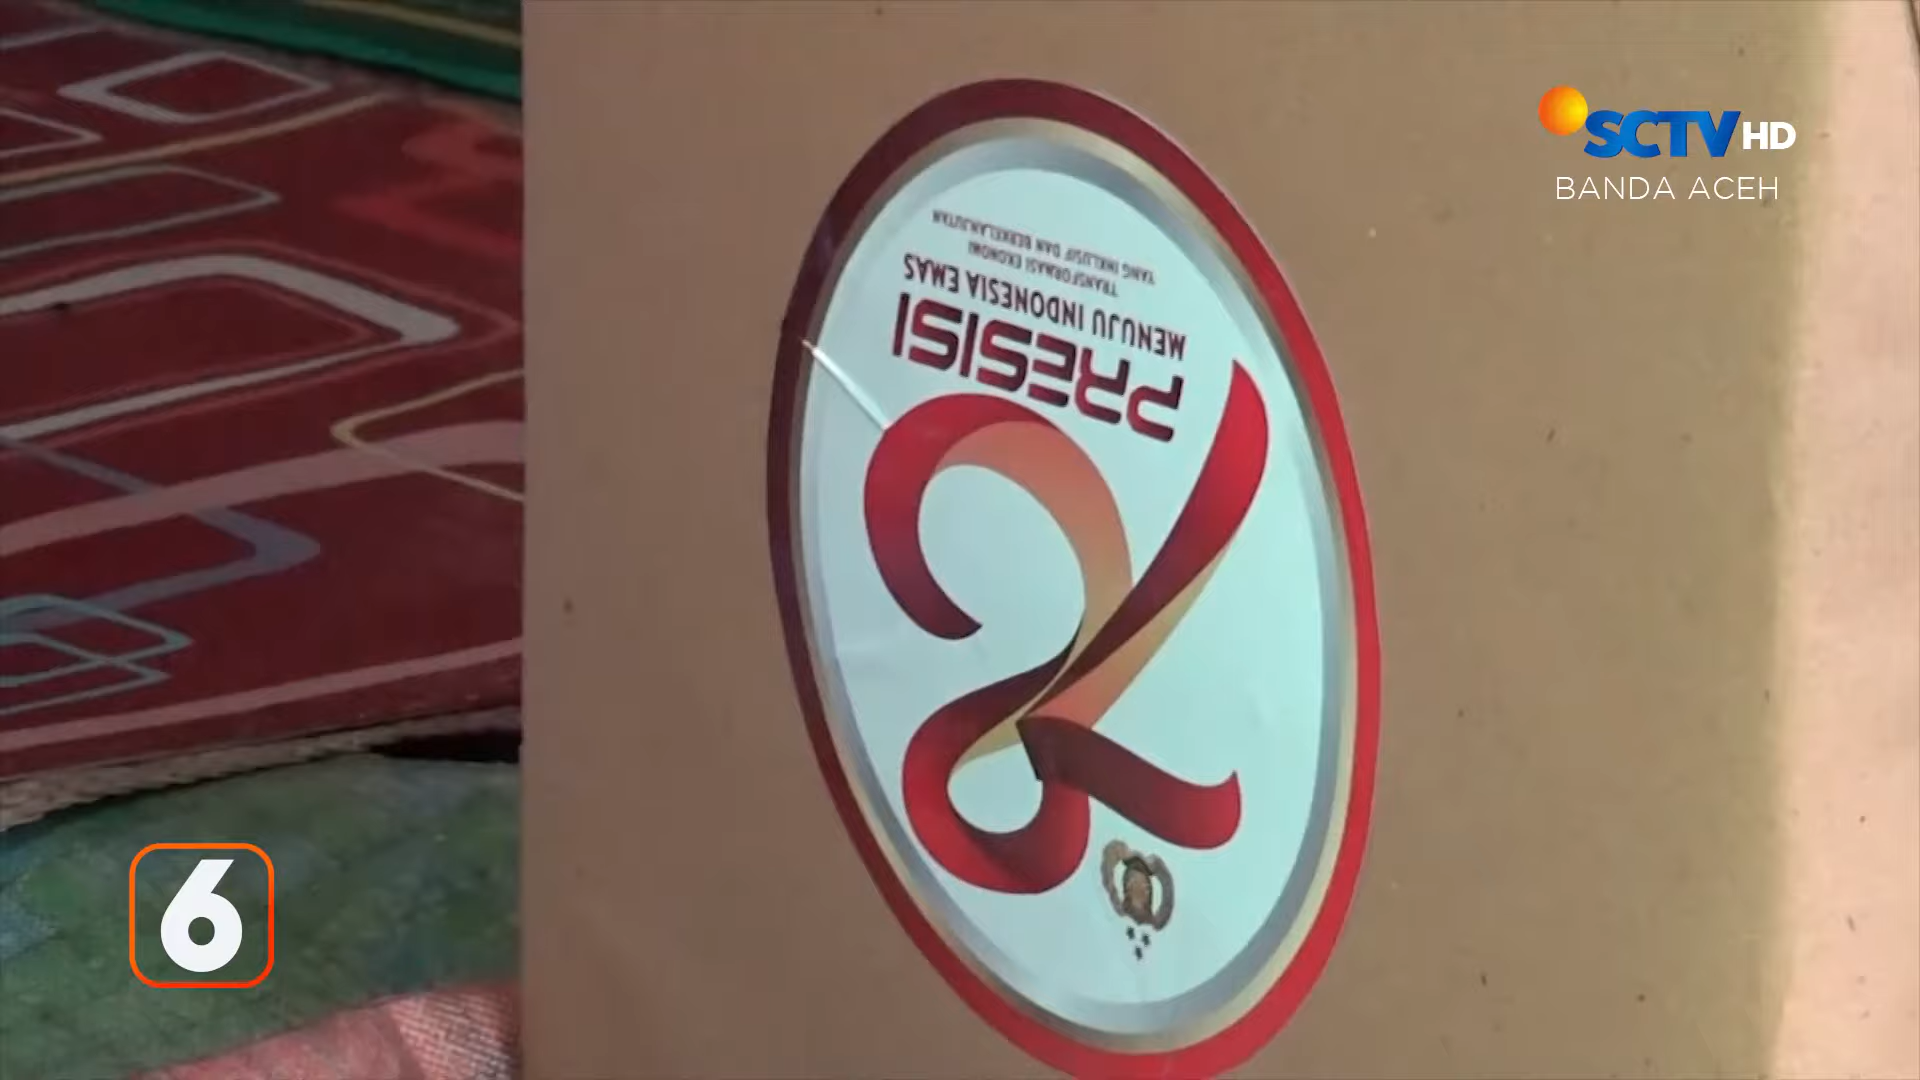 SCTV HD
BANDA ACEH
PRESISI
MENUJU INDONESIA EMAS
TRANSFORMASI EKONOMI
YANG INKLUSIF DAN BERKELANJUTAN
6